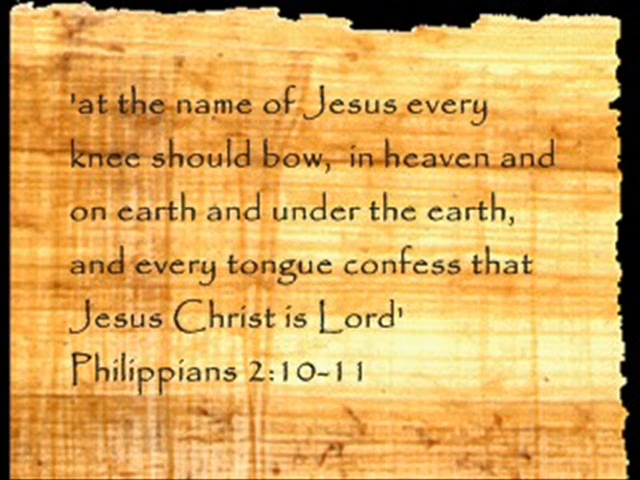 'at the name of Jesus every
knee should bow, in heaven and
on earth and under the earth,
and every tongue confess that
Jesus Christ is Lord'
Philippians 2:10-11